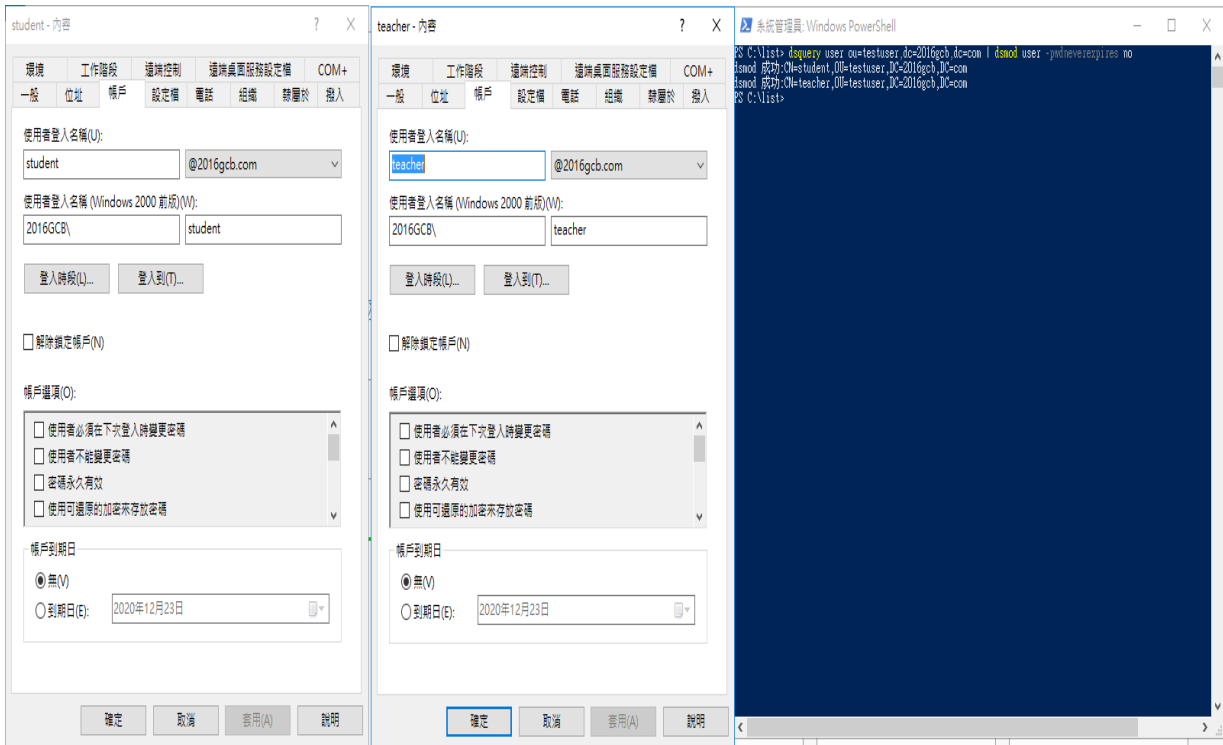 student - 內容
環境 工作階段 遠端控制 遠端桌面服務設定檔 COM+
一般 位址 帳戶 設定檔 電話 組織 隸屬於 撥入
使用者登入名稱(U):
student @2016gcb.com
使用者登入名稱 (Windows 2000 前版)(W):
2016GCB\ student
登入時段(L)... 登入到(T)...
解除鎖定帳戶(N)
帳戶選項(O):
使用者必須在下次登入時變更密碼
使用者不能變更密碼
密碼永久有效
使用可還原的加密來存放密碼
帳戶到期日
無(V)
到期日(E): 2020年12月23日
確定 取消 套用(A) 說明
teacher - 內容
環境 工作階段 遠端控制 遠端桌面服務設定檔 COM+
一般 位址 帳戶 設定檔 電話 組織 隸屬於 撥入
使用者登入名稱(U):
teacher @2016gcb.com
使用者登入名稱 (Windows 2000 前版)(W):
2016GCB\ teacher
登入時段(L)... 登入到(T)...
解除鎖定帳戶(N)
帳戶選項(O):
使用者必須在下次登入時變更密碼
使用者不能變更密碼
密碼永久有效
使用可還原的加密來存放密碼
帳戶到期日
無(V)
到期日(E): 2020年12月23日
確定 取消 套用(A) 說明
系統管理員: Windows PowerShell
PS C:\list> dsquery user ou=testuser,dc=2016gcb,dc=com | dsmod user -pwdneverexpires no
dsmod 成功:CN=student,OU=testuser,DC=2016gcb,DC=com
dsmod 成功:CN=teacher,OU=testuser,DC=2016gcb,DC=com
PS C:\list>